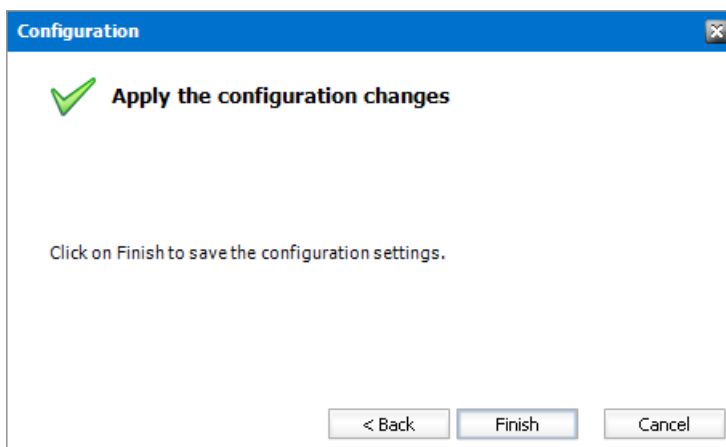 Configuration
Apply the configuration changes
Click on Finish to save the configuration settings.
< Back Finish Cancel